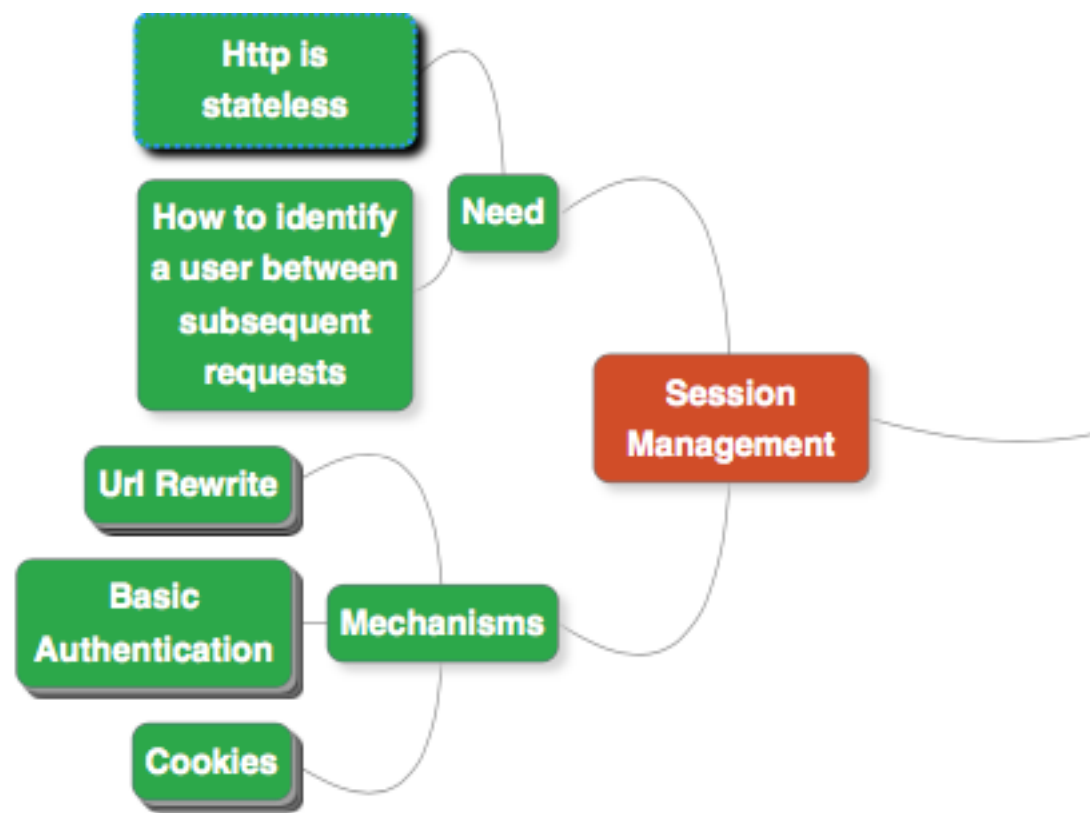 Http is
stateless
How to identify
a user between
subsequent
requests
Need
Session
Management
Url Rewrite
Basic
Authentication
Mechanisms
Cookies